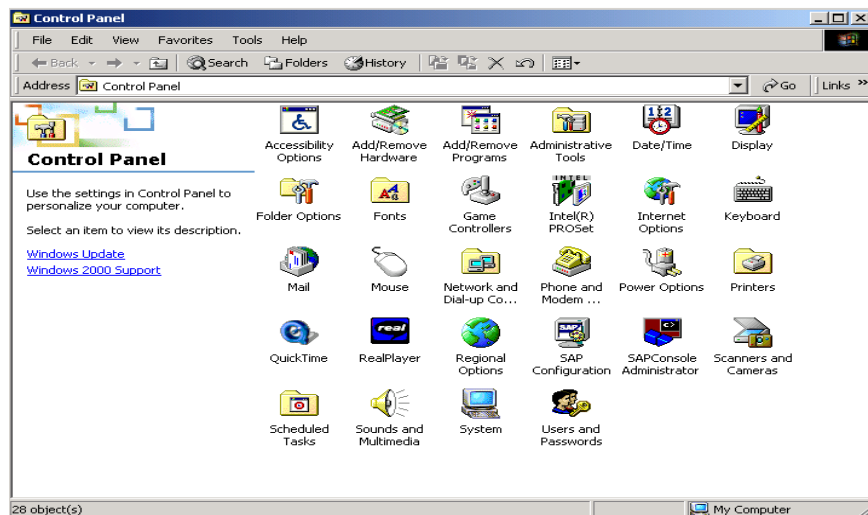 Control Panel
File Edit View Favorites Tools Help
Back Search Folders History
Address Control Panel Go Links »
Control Panel
Use the settings in Control Panel to
personalize your computer.
Select an item to view its description.
Windows Update
Windows 2000 Support
Accessibility Options
Add/Remove Hardware
Add/Remove Programs
Administrative Tools
Date/Time
Display
Folder Options
Fonts
Game Controllers
Intel(R) PROSet
Internet Options
Keyboard
Mail
Mouse
Network and Dial-up Co...
Phone and Modem ...
Power Options
Printers
QuickTime
RealPlayer
Regional Options
SAP Configuration
SAPConsole Administrator
Scanners and Cameras
Scheduled Tasks
Sounds and Multimedia
System
Users and Passwords
28 object(s)
My Computer